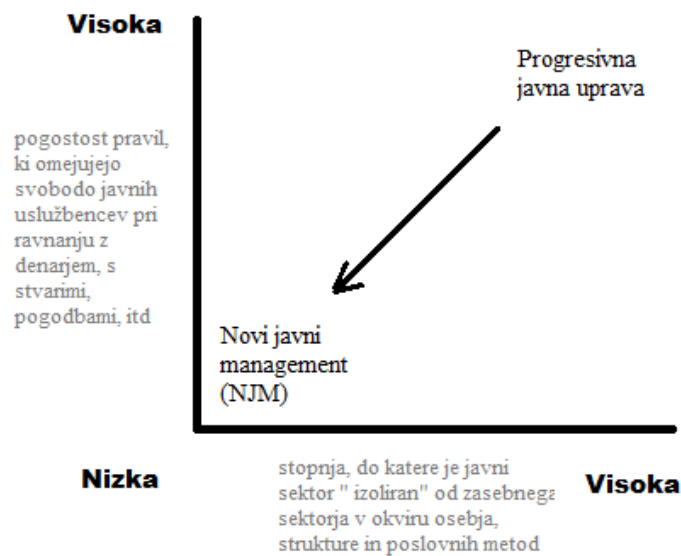 Visoka
Progresivna
javna uprava
pogostost pravil,
ki omejujejo
svobodo javnih
uslužbencev pri
ravnanju z
denarjem, s
stvarimi,
pogodbami, itd
Novi javni
management
(NJM)
Nizka
stopnja, do katere je javni
sektor " izoliran" od zasebnega
sektorja v okviru osebja,
strukture in poslovnih metod
Visoka